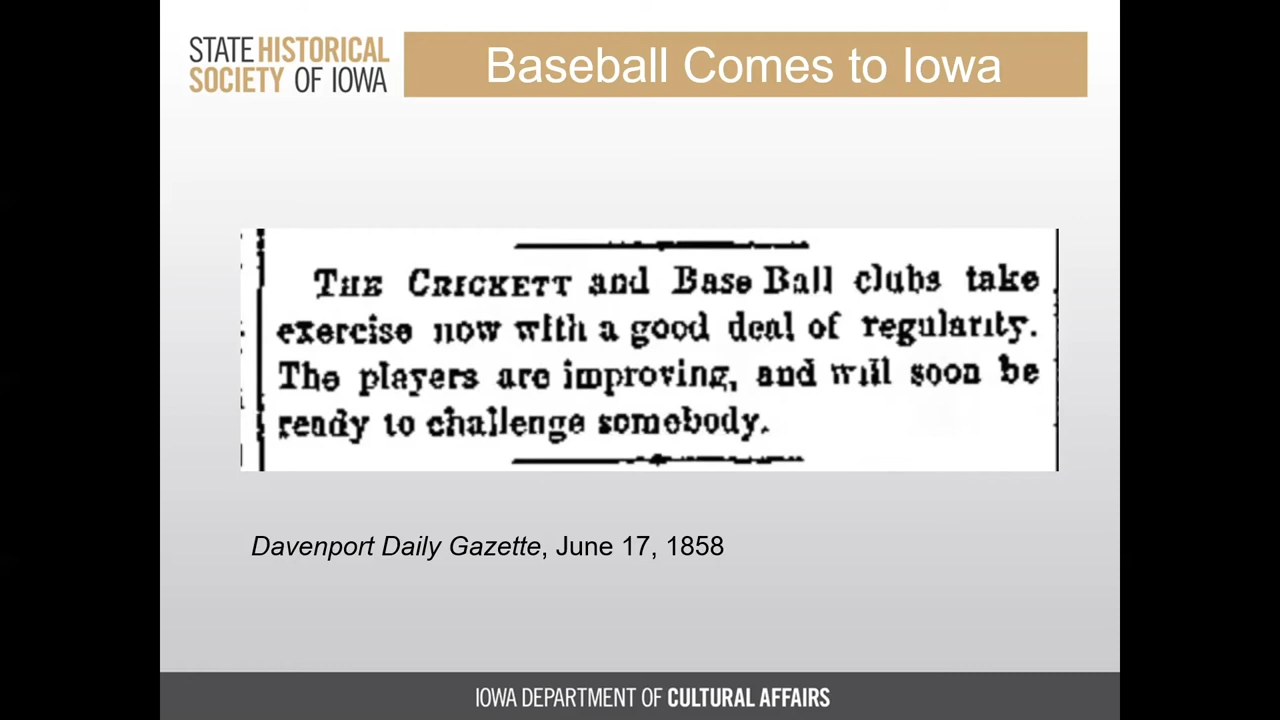 STATE HISTORICAL
SOCIETY OF IOWA
Baseball Comes to Iowa
THE CRICKETT and Base Ball clubs take
exercise now with a good deal of regularity.
The players are improving, and will soon be
ready to challenge somebody.
Davenport Daily Gazette, June 17, 1858
IOWA DEPARTMENT OF CULTURAL AFFAIRS